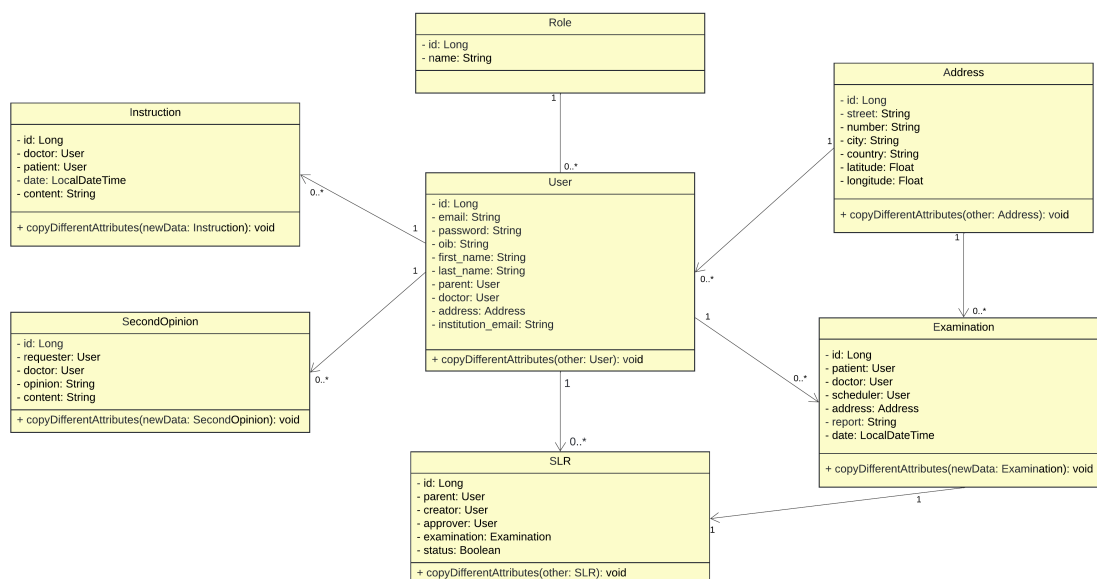 Role
- id: Long
- name: String
1
0..*
Address
- id: Long
- street: String
- number: String
- city: String
- country: String
- latitude: Float
- longitude: Float
+ copyDifferentAttributes(other: Address): void
1
0..*
1
0..*
Instruction
- id: Long
- doctor: User
- patient: User
- date: LocalDateTime
- content: String
+ copyDifferentAttributes(newData: Instruction): void
0..*
1
User
- id: Long
- email: String
- password: String
- oib: String
- first_name: String
- last_name: String
- parent: User
- doctor: User
- address: Address
- institution_email: String
+ copyDifferentAttributes(other: User): void
1
0..*
1
0..*
1
0..*
SecondOpinion
- id: Long
- requester: User
- doctor: User
- opinion: String
- content: String
+ copyDifferentAttributes(newData: SecondOpinion): void
Examination
- id: Long
- patient: User
- doctor: User
- scheduler: User
- address: Address
- report: String
- date: LocalDateTime
+ copyDifferentAttributes(newData: Examination): void
1
1
SLR
- id: Long
- parent: User
- creator: User
- approver: User
- examination: Examination
- status: Boolean
+ copyDifferentAttributes(other: SLR): void